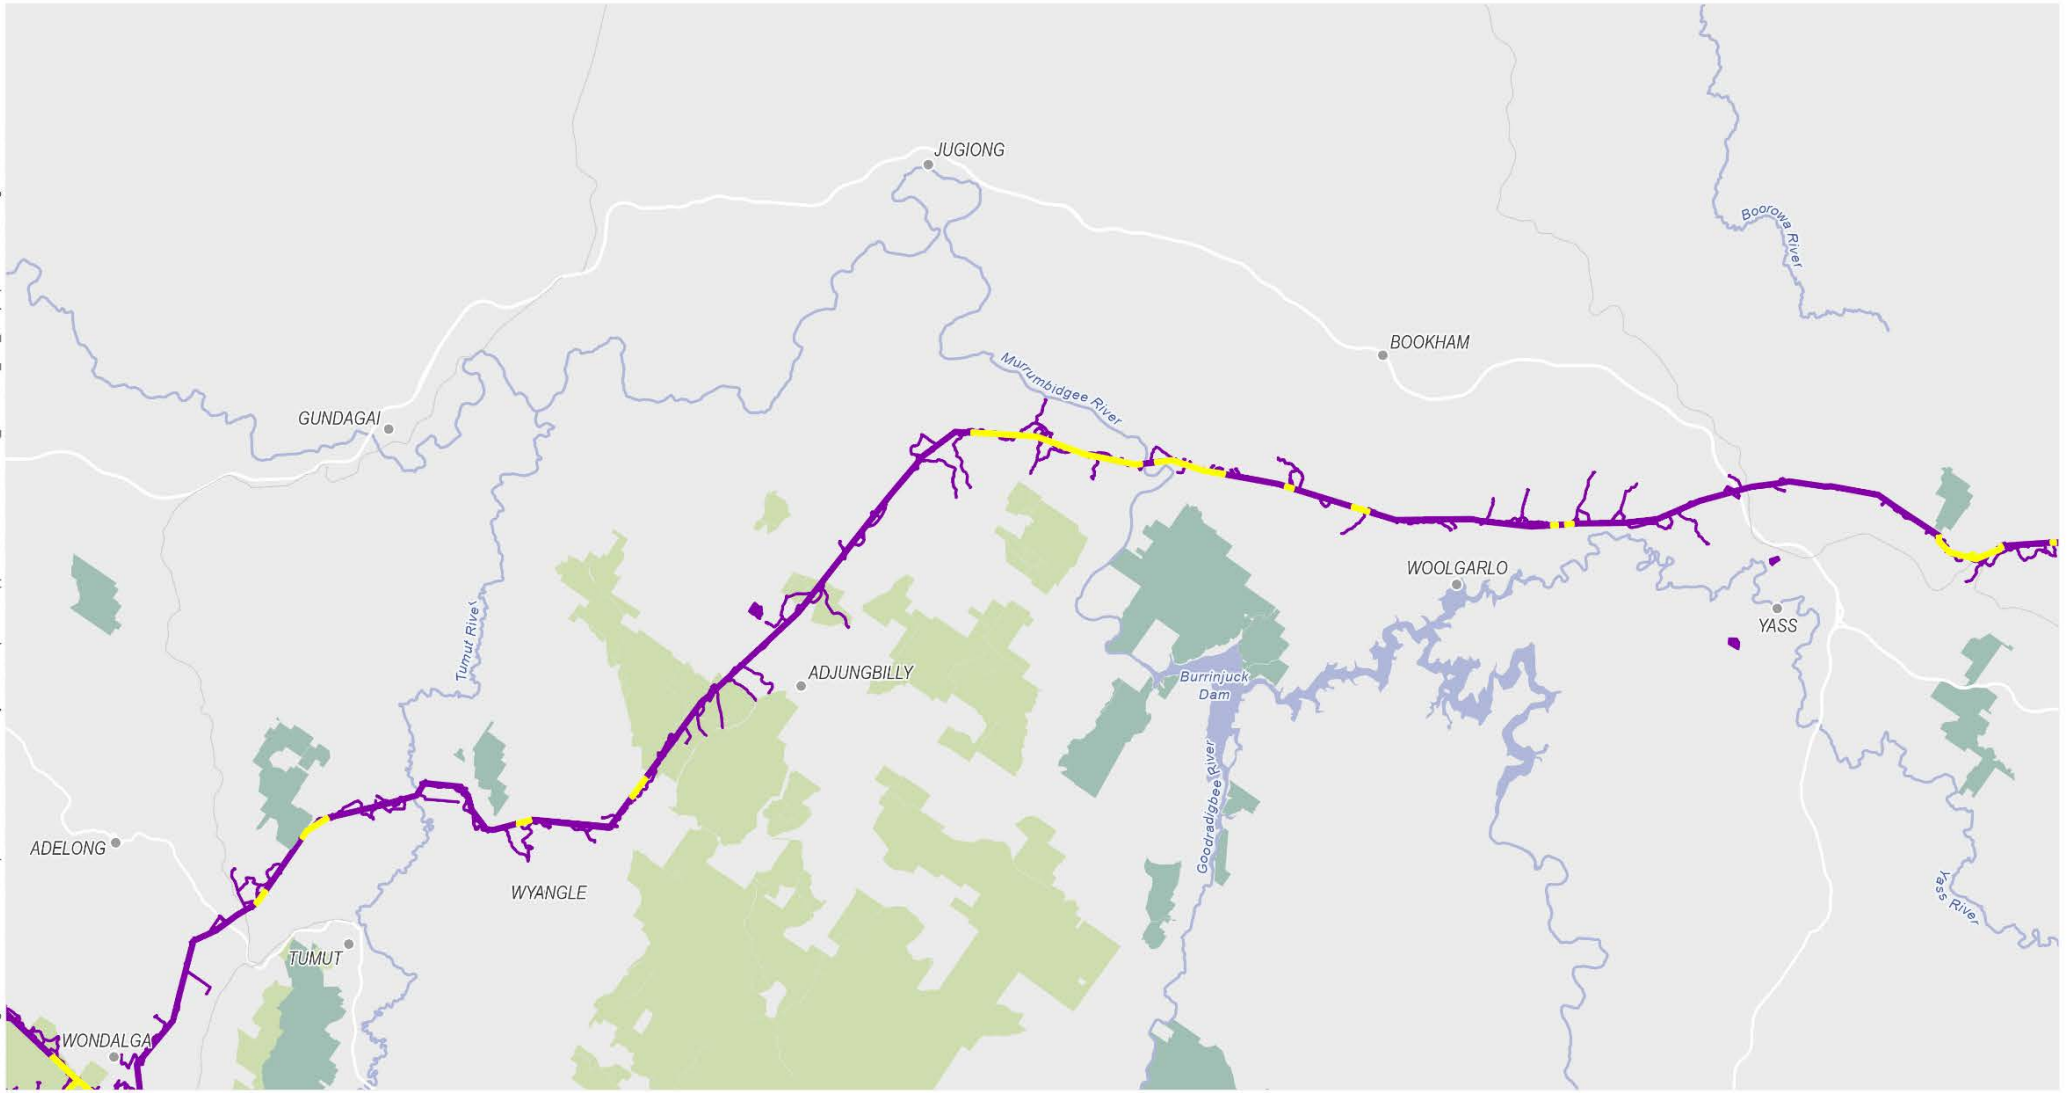 JUGIONG
Boorowa River
BOOKHAM
Murrumbidgee River
GUNDAGAI
WOOLGARLO
Tumut River
YASS
ADJUNGBILLY
Burrinjuck
Dam
Goodradigbee River
ADELONG
WYANGLE
Yass River
TUMUT
WONDALGA